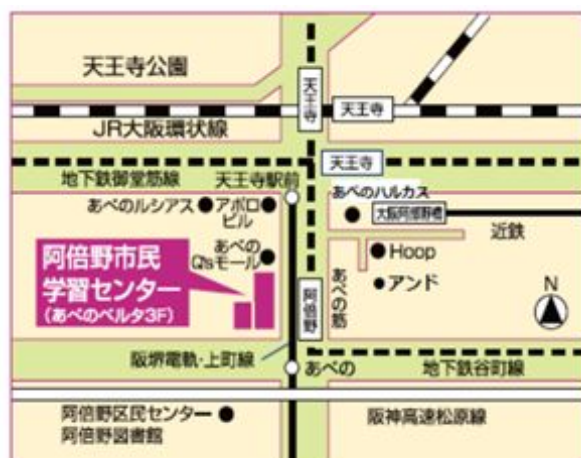 天王寺公園
天王寺
天王寺
JR大阪環状線
天王寺
地下鉄御堂筋線
天王寺駅前
あべのハルカス
あべのルシアス
アポロ
ビル
大阪阿部野橋
近鉄
あべの
Q'sモール
Hoop
アンド
阿倍野市民
学習センター
(あべのベルタ3F)
阿倍野
あべの筋
N
阪堺電軌・上町線
あべの
地下鉄谷町線
阿倍野区民センター
阿倍野図書館
阪神高速松原線